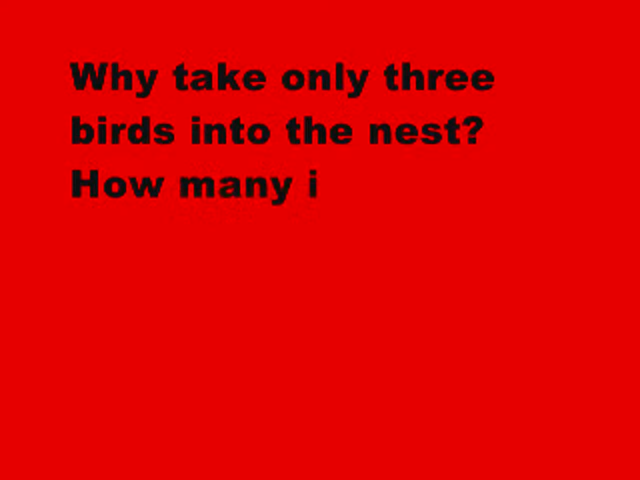 Why take only three
birds into the nest?
How many i